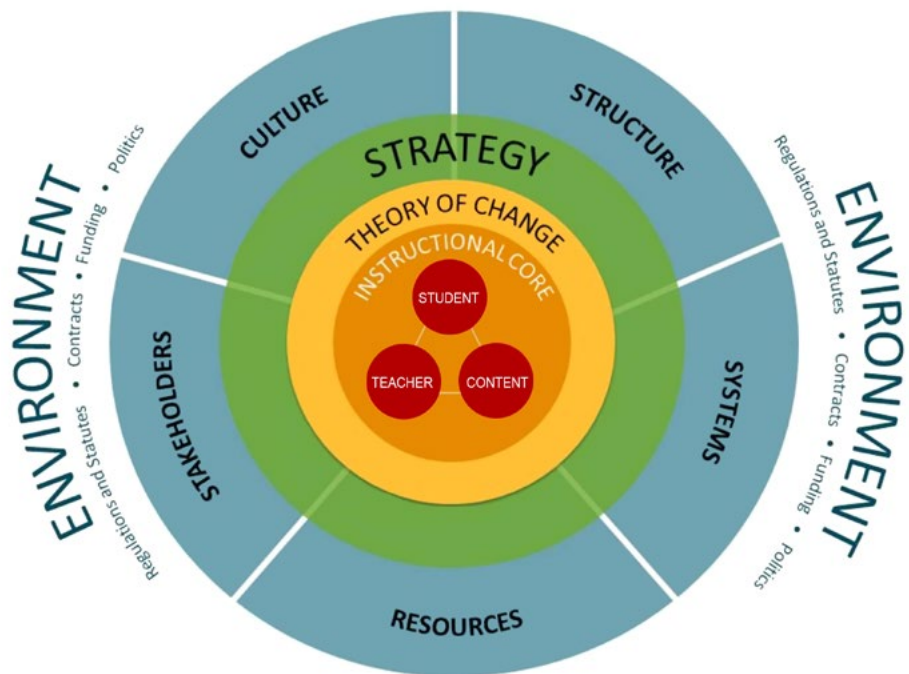 CULTURE
STRUCTURE
STRATEGY
THEORY OF CHANGE
INSTRUCTIONAL CORE
STUDENT
TEACHER
CONTENT
STAKEHOLDERS
SYSTEMS
RESOURCES
ENVIRONMENT
Regulations and Statutes • Contracts • Funding • Politics
ENVIRONMENT
Regulations and Statutes • Contracts • Funding • Politics